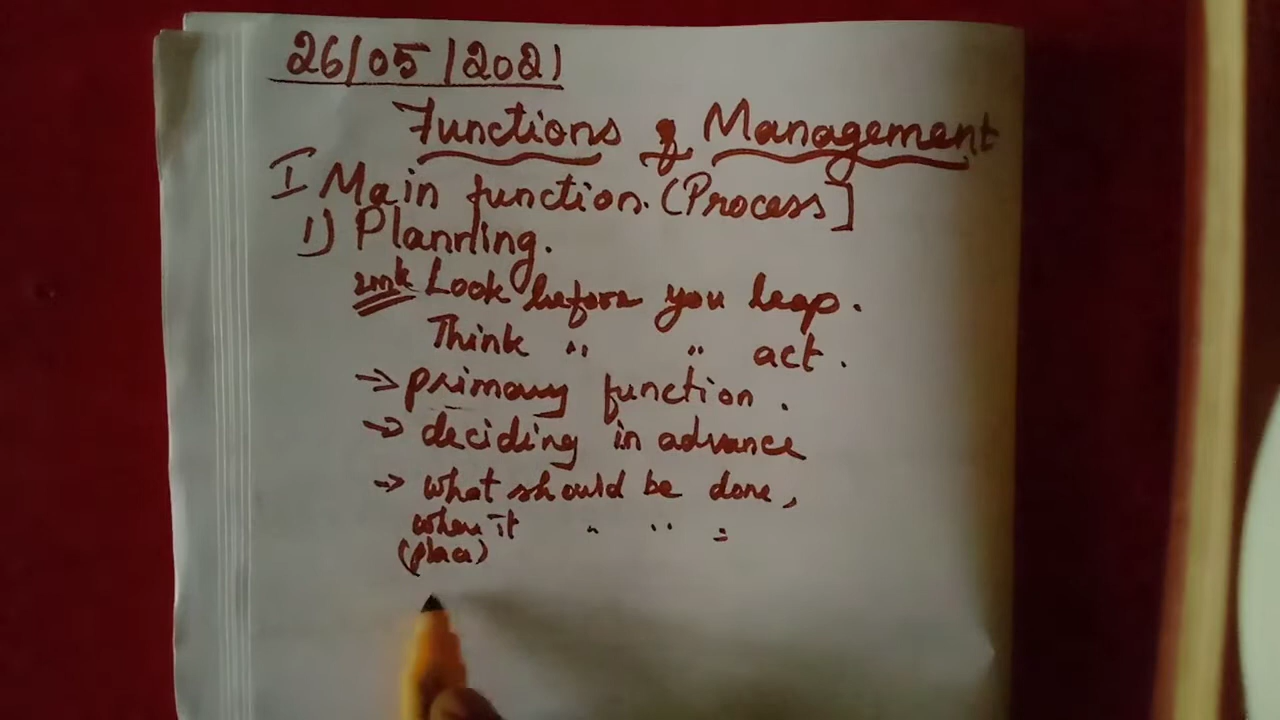 26/05/2021
Functions of Management
I Main function. (Process]
1) Planning.
2mk Look before you leap.
Think " " act.
→ primary function.
→ deciding in advance
→ what should be done,
when it " " "
(place)